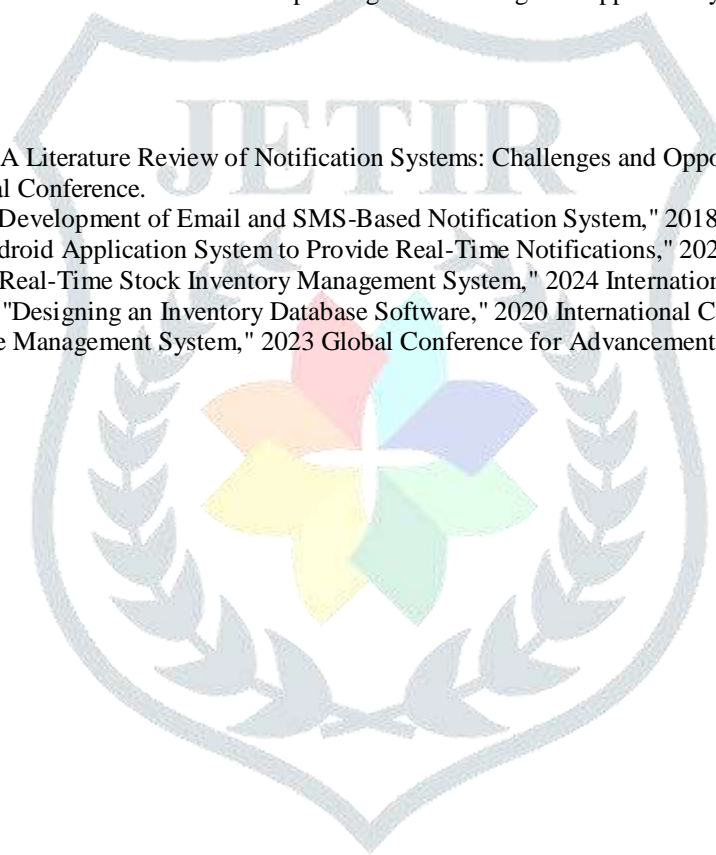 JETIR
A Literature Review of Notification Systems: Challenges and Oppo
al Conference.
Development of Email and SMS-Based Notification System," 2018
droid Application System to Provide Real-Time Notifications," 202
Real-Time Stock Inventory Management System," 2024 Internation
"Designing an Inventory Database Software," 2020 International C
e Management System," 2023 Global Conference for Advancement